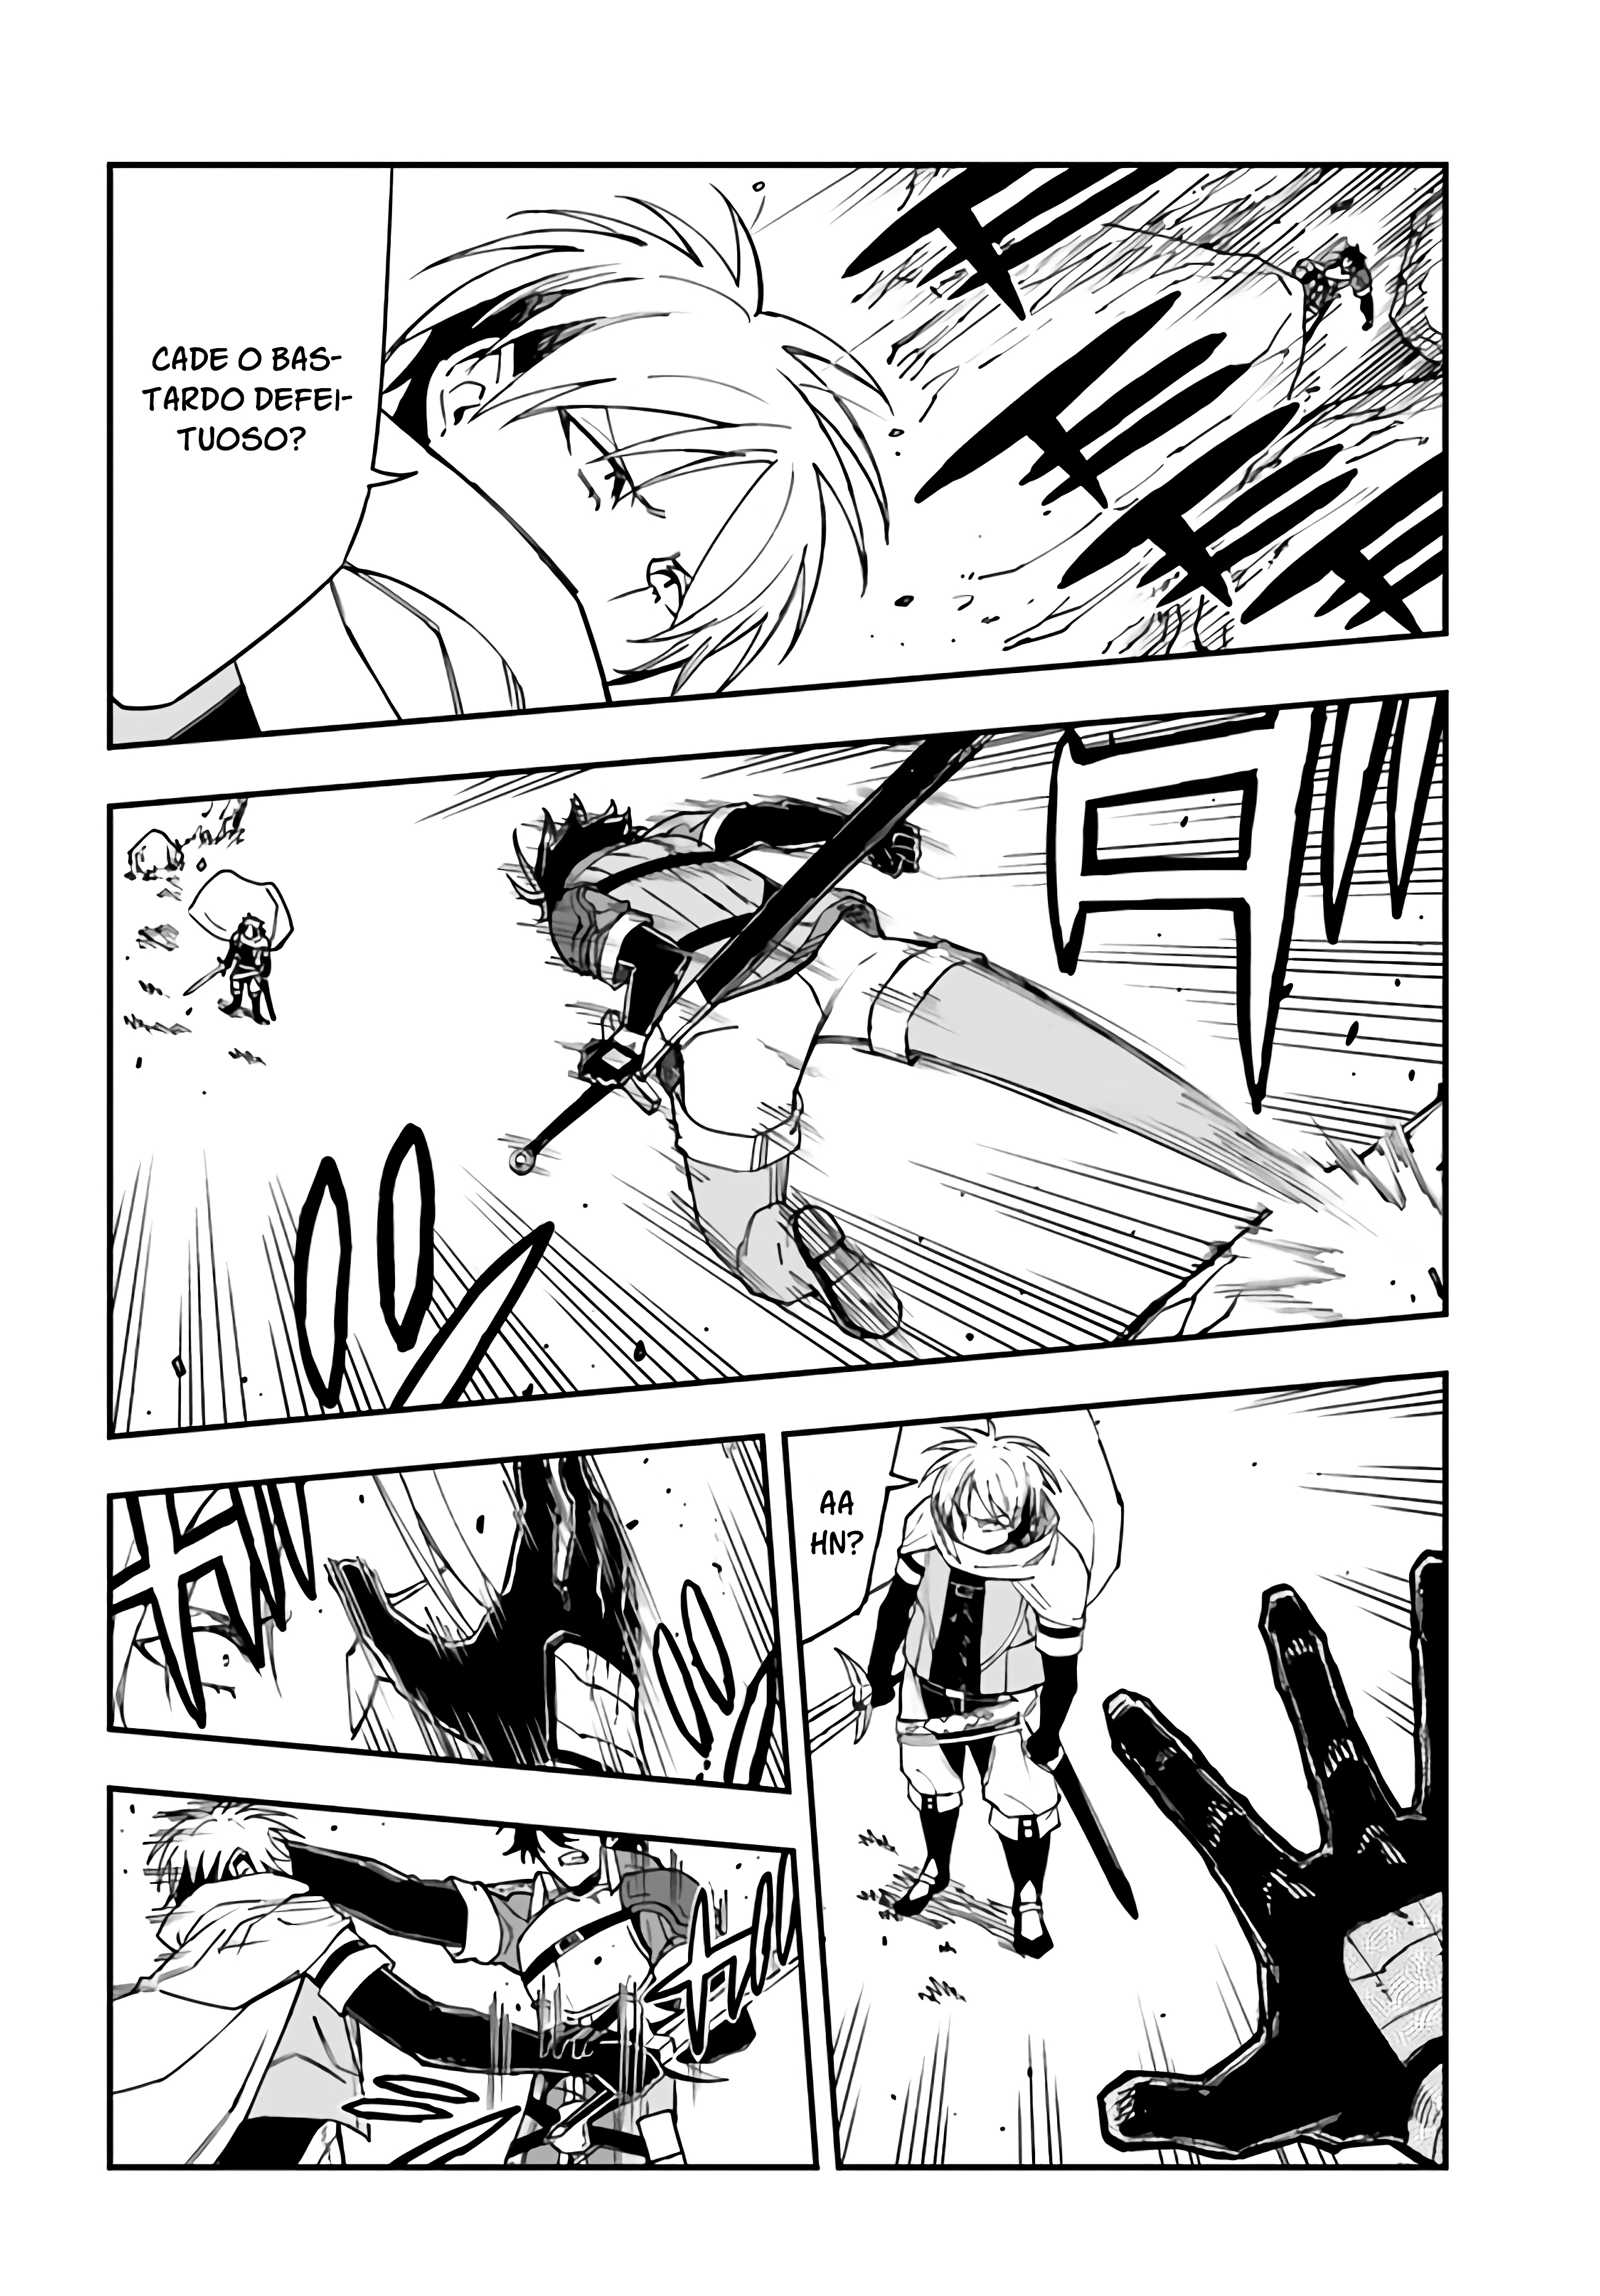 CADE O BAS-
TARDO DEFEI-
TUOSO?
AA
HN?